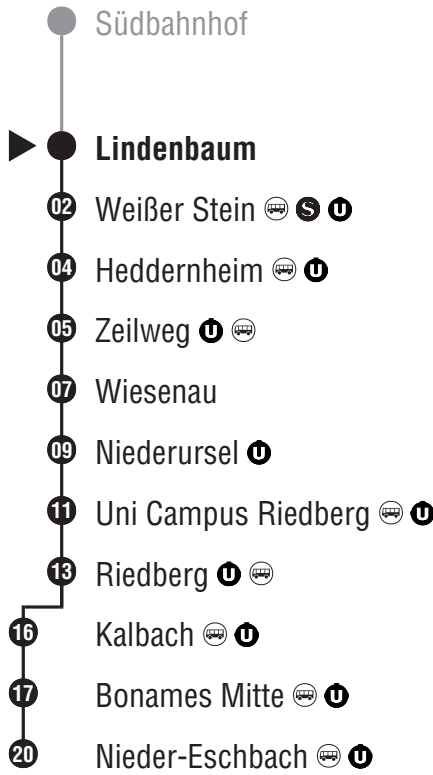 Südbahnhof
Lindenbaum
02 Weißer Stein S U
04 Heddernheim U
05 Zeilweg U
07 Wiesenau
09 Niederursel U
11 Uni Campus Riedberg U
13 Riedberg U
16 Kalbach U
17 Bonames Mitte U
20 Nieder-Eschbach U